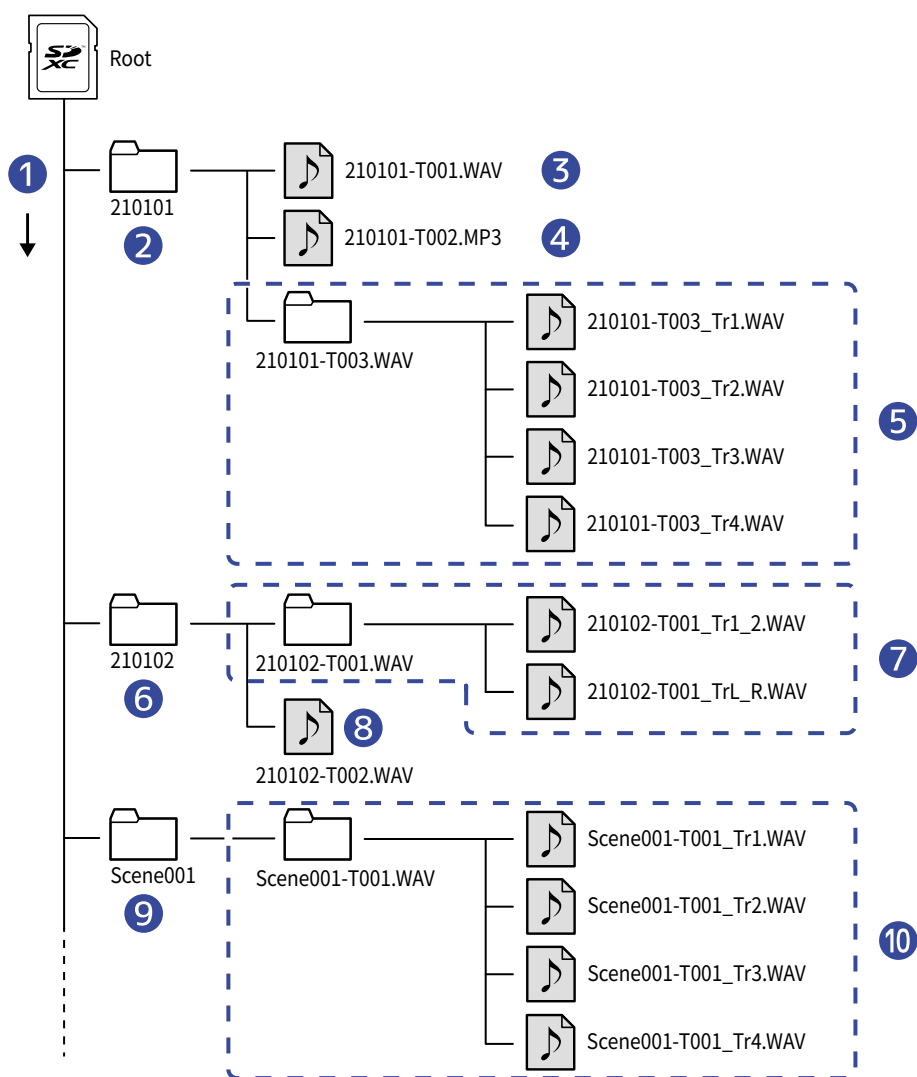 SD
XC
Root
1
210101
2
210101-T001.WAV
3
210101-T002.MP3
4
210101-T003.WAV
210101-T003_Tr1.WAV
210101-T003_Tr2.WAV
210101-T003_Tr3.WAV
210101-T003_Tr4.WAV
5
210102
6
210102-T001.WAV
210102-T001_Tr1_2.WAV
210102-T001_TrL_R.WAV
7
8
210102-T002.WAV
Scene001
9
Scene001-T001.WAV
Scene001-T001_Tr1.WAV
Scene001-T001_Tr2.WAV
Scene001-T001_Tr3.WAV
Scene001-T001_Tr4.WAV
10